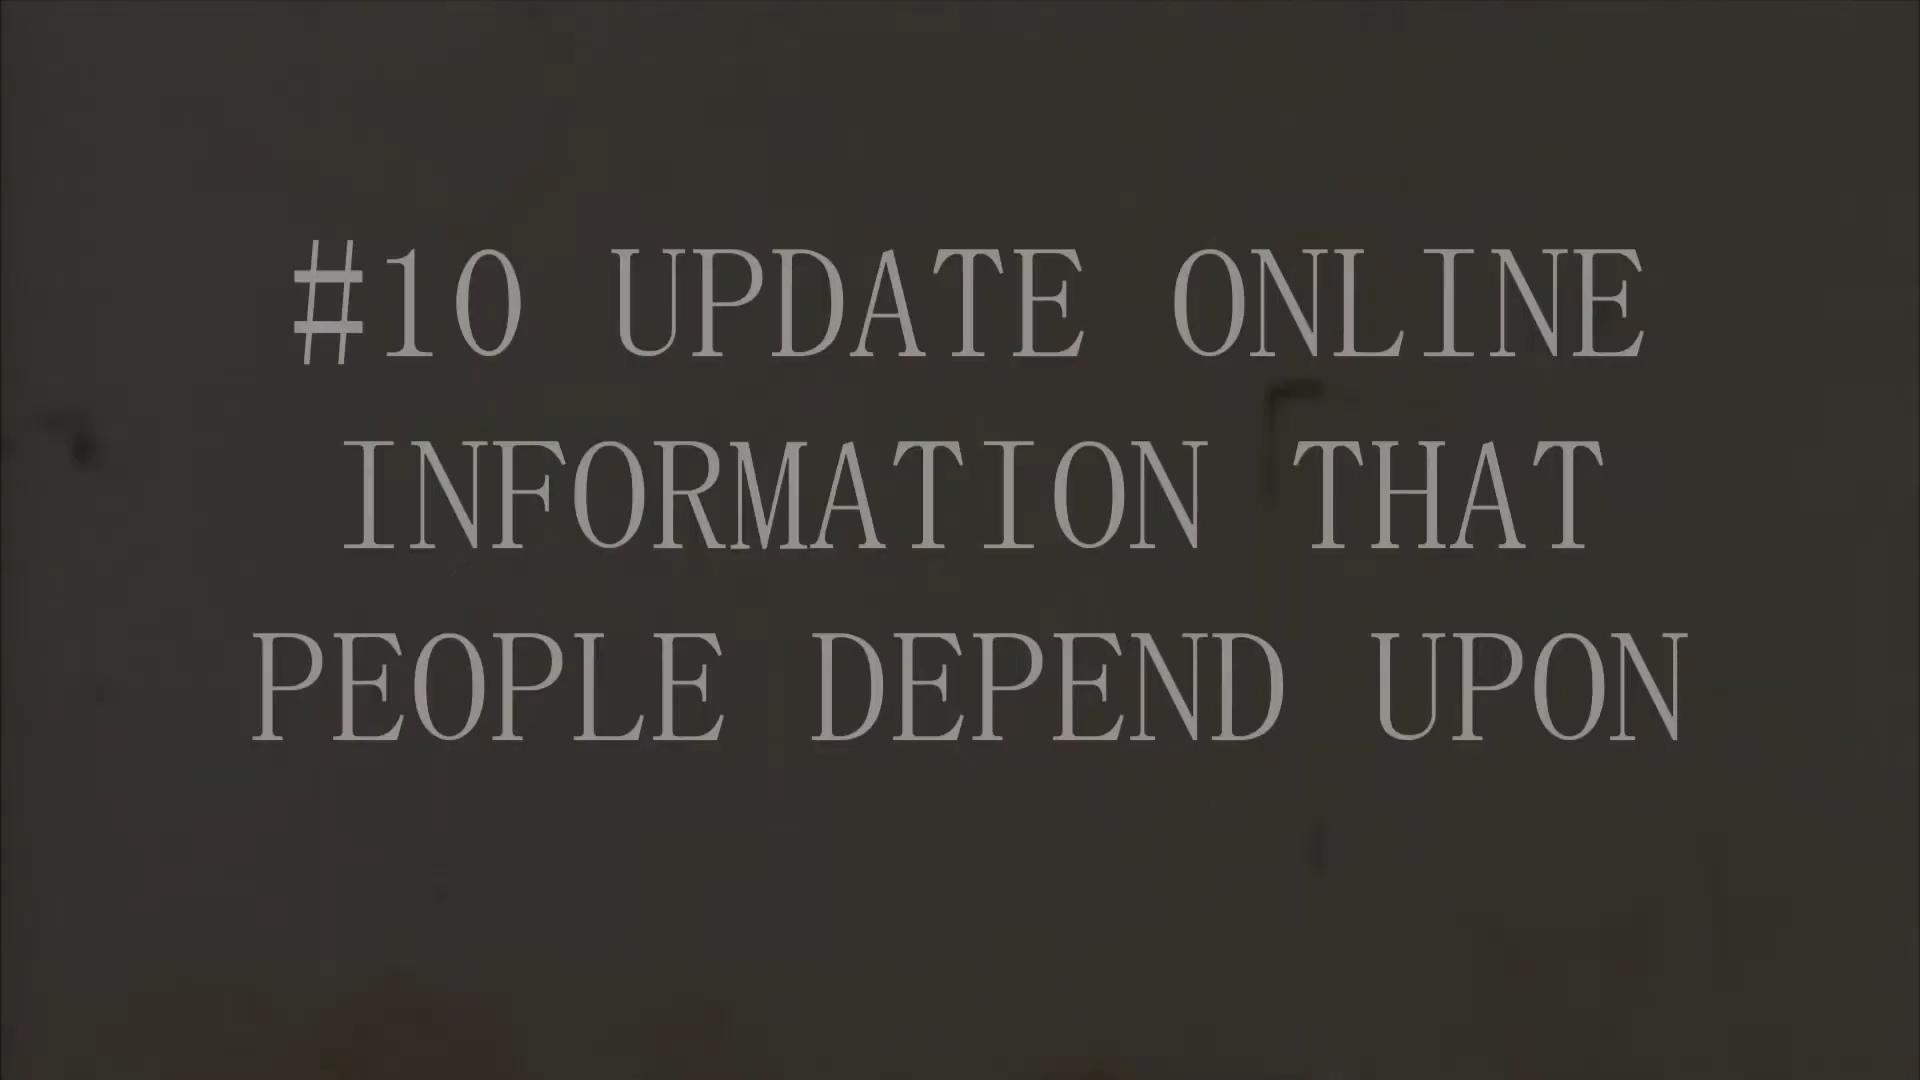 #10 UPDATE ONLINE
INFORMATION THAT
PEOPLE DEPEND UPON